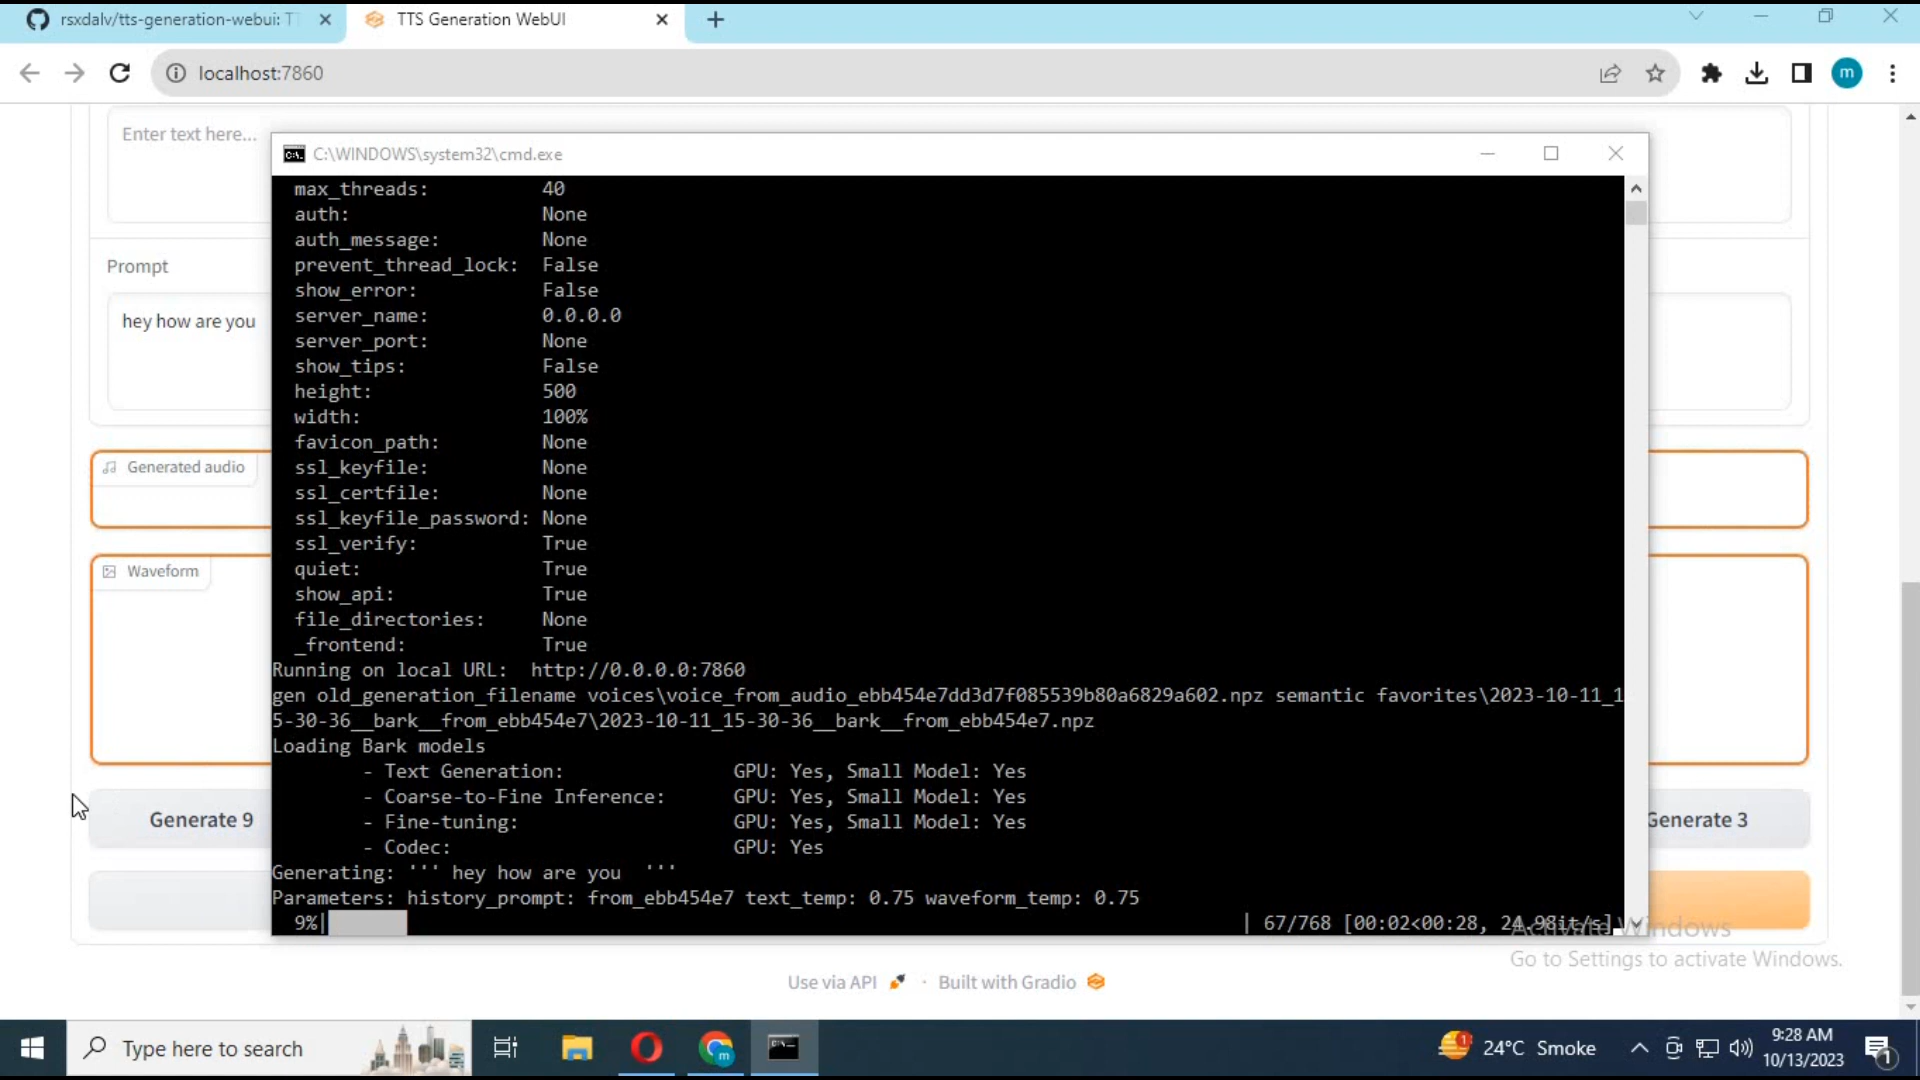 rsxdalv/tts-generation-webui: T
TTS Generation WebUI
localhost:7860
m
Enter text here...
Prompt
hey how are you
Generated audio
Waveform
Generate 9
C:\WINDOWS\system32\cmd.exe
max_threads: 40
auth: None
auth_message: None
prevent_thread_lock: False
show_error: False
server_name: 0.0.0.0
server_port: None
show_tips: False
height: 500
width: 100%
favicon_path: None
ssl_keyfile: None
ssl_certfile: None
ssl_keyfile_password: None
ssl_verify: True
quiet: True
show_api: True
file_directories: None
_frontend: True
Running on local URL: http://0.0.0.0:7860
gen old_generation_filename voices\voice_from_audio_ebb454e7dd3d7f085539b80a6829a602.npz semantic favorites\2023-10-11_1
5-30-36__bark__from_ebb454e7\2023-10-11_15-30-36__bark__from_ebb454e7.npz
Loading Bark models
- Text Generation: GPU: Yes, Small Model: Yes
- Coarse-to-Fine Inference: GPU: Yes, Small Model: Yes
- Fine-tuning: GPU: Yes, Small Model: Yes
- Codec: GPU: Yes
Generating: ''' hey how are you '''
Parameters: history_prompt: from_ebb454e7 text_temp: 0.75 waveform_temp: 0.75
9%| | 67/768 [00:02<00:28, 24.98it/s]
Generate 3
Activate Windows
Go to Settings to activate Windows.
Use via API · Built with Gradio
Type here to search
m
1
24°C Smoke
9:28 AM
10/13/2023
1